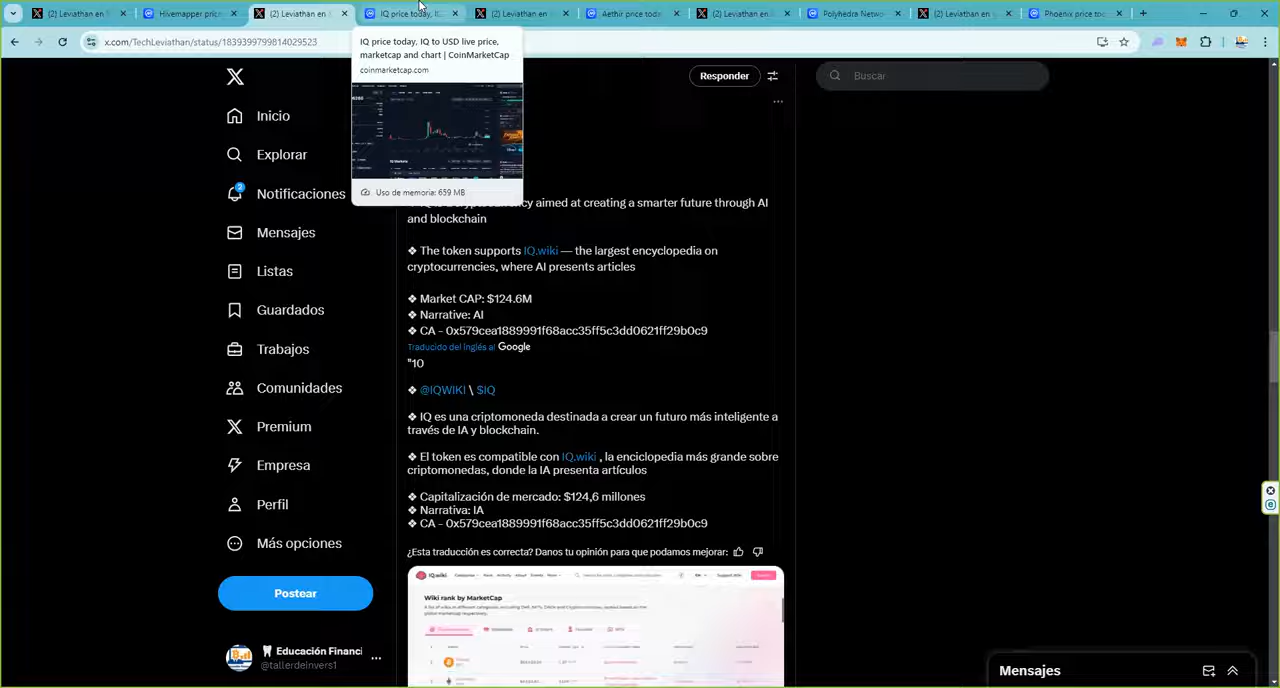 (2) Leviathan en
Hivemapper price
(2) Leviathan en
IQ price today, I
(2) Leviathan en
Aethir price toda
(2) Leviathan en
Polyhedra Netwo
(2) Leviathan en
Phoenix price to
x.com/TechLeviathan/status/1839399799814029523
IQ price today, IQ to USD live price,
marketcap and chart | CoinMarketCap
coinmarketcap.com
Uso de memoria: 659 MB
Responder
Buscar
Inicio
Explorar
2
Notificaciones
Mensajes
Listas
Guardados
Trabajos
Comunidades
Premium
Empresa
Perfil
Más opciones
Postear
Educación Financi
@tallerdeinvers1
❖ IQ is a cryptocurrency aimed at creating a smarter future through AI
and blockchain
❖ The token supports IQ.wiki — the largest encyclopedia on
cryptocurrencies, where AI presents articles
❖ Market CAP: $124.6M
❖ Narrative: AI
❖ CA - 0x579cea1889991f68acc35ff5c3dd0621ff29b0c9
Traducido del inglés al Google
"10
❖ @IQWIKI \ $IQ
❖ IQ es una criptomoneda destinada a crear un futuro más inteligente a
través de IA y blockchain.
❖ El token es compatible con IQ.wiki , la enciclopedia más grande sobre
criptomonedas, donde la IA presenta artículos
❖ Capitalización de mercado: $124,6 millones
❖ Narrativa: IA
❖ CA - 0x579cea1889991f68acc35ff5c3dd0621ff29b0c9
¿Esta traducción es correcta? Danos tu opinión para que podamos mejorar:
IQ.wiki
Wiki rank by MarketCap
Mensajes